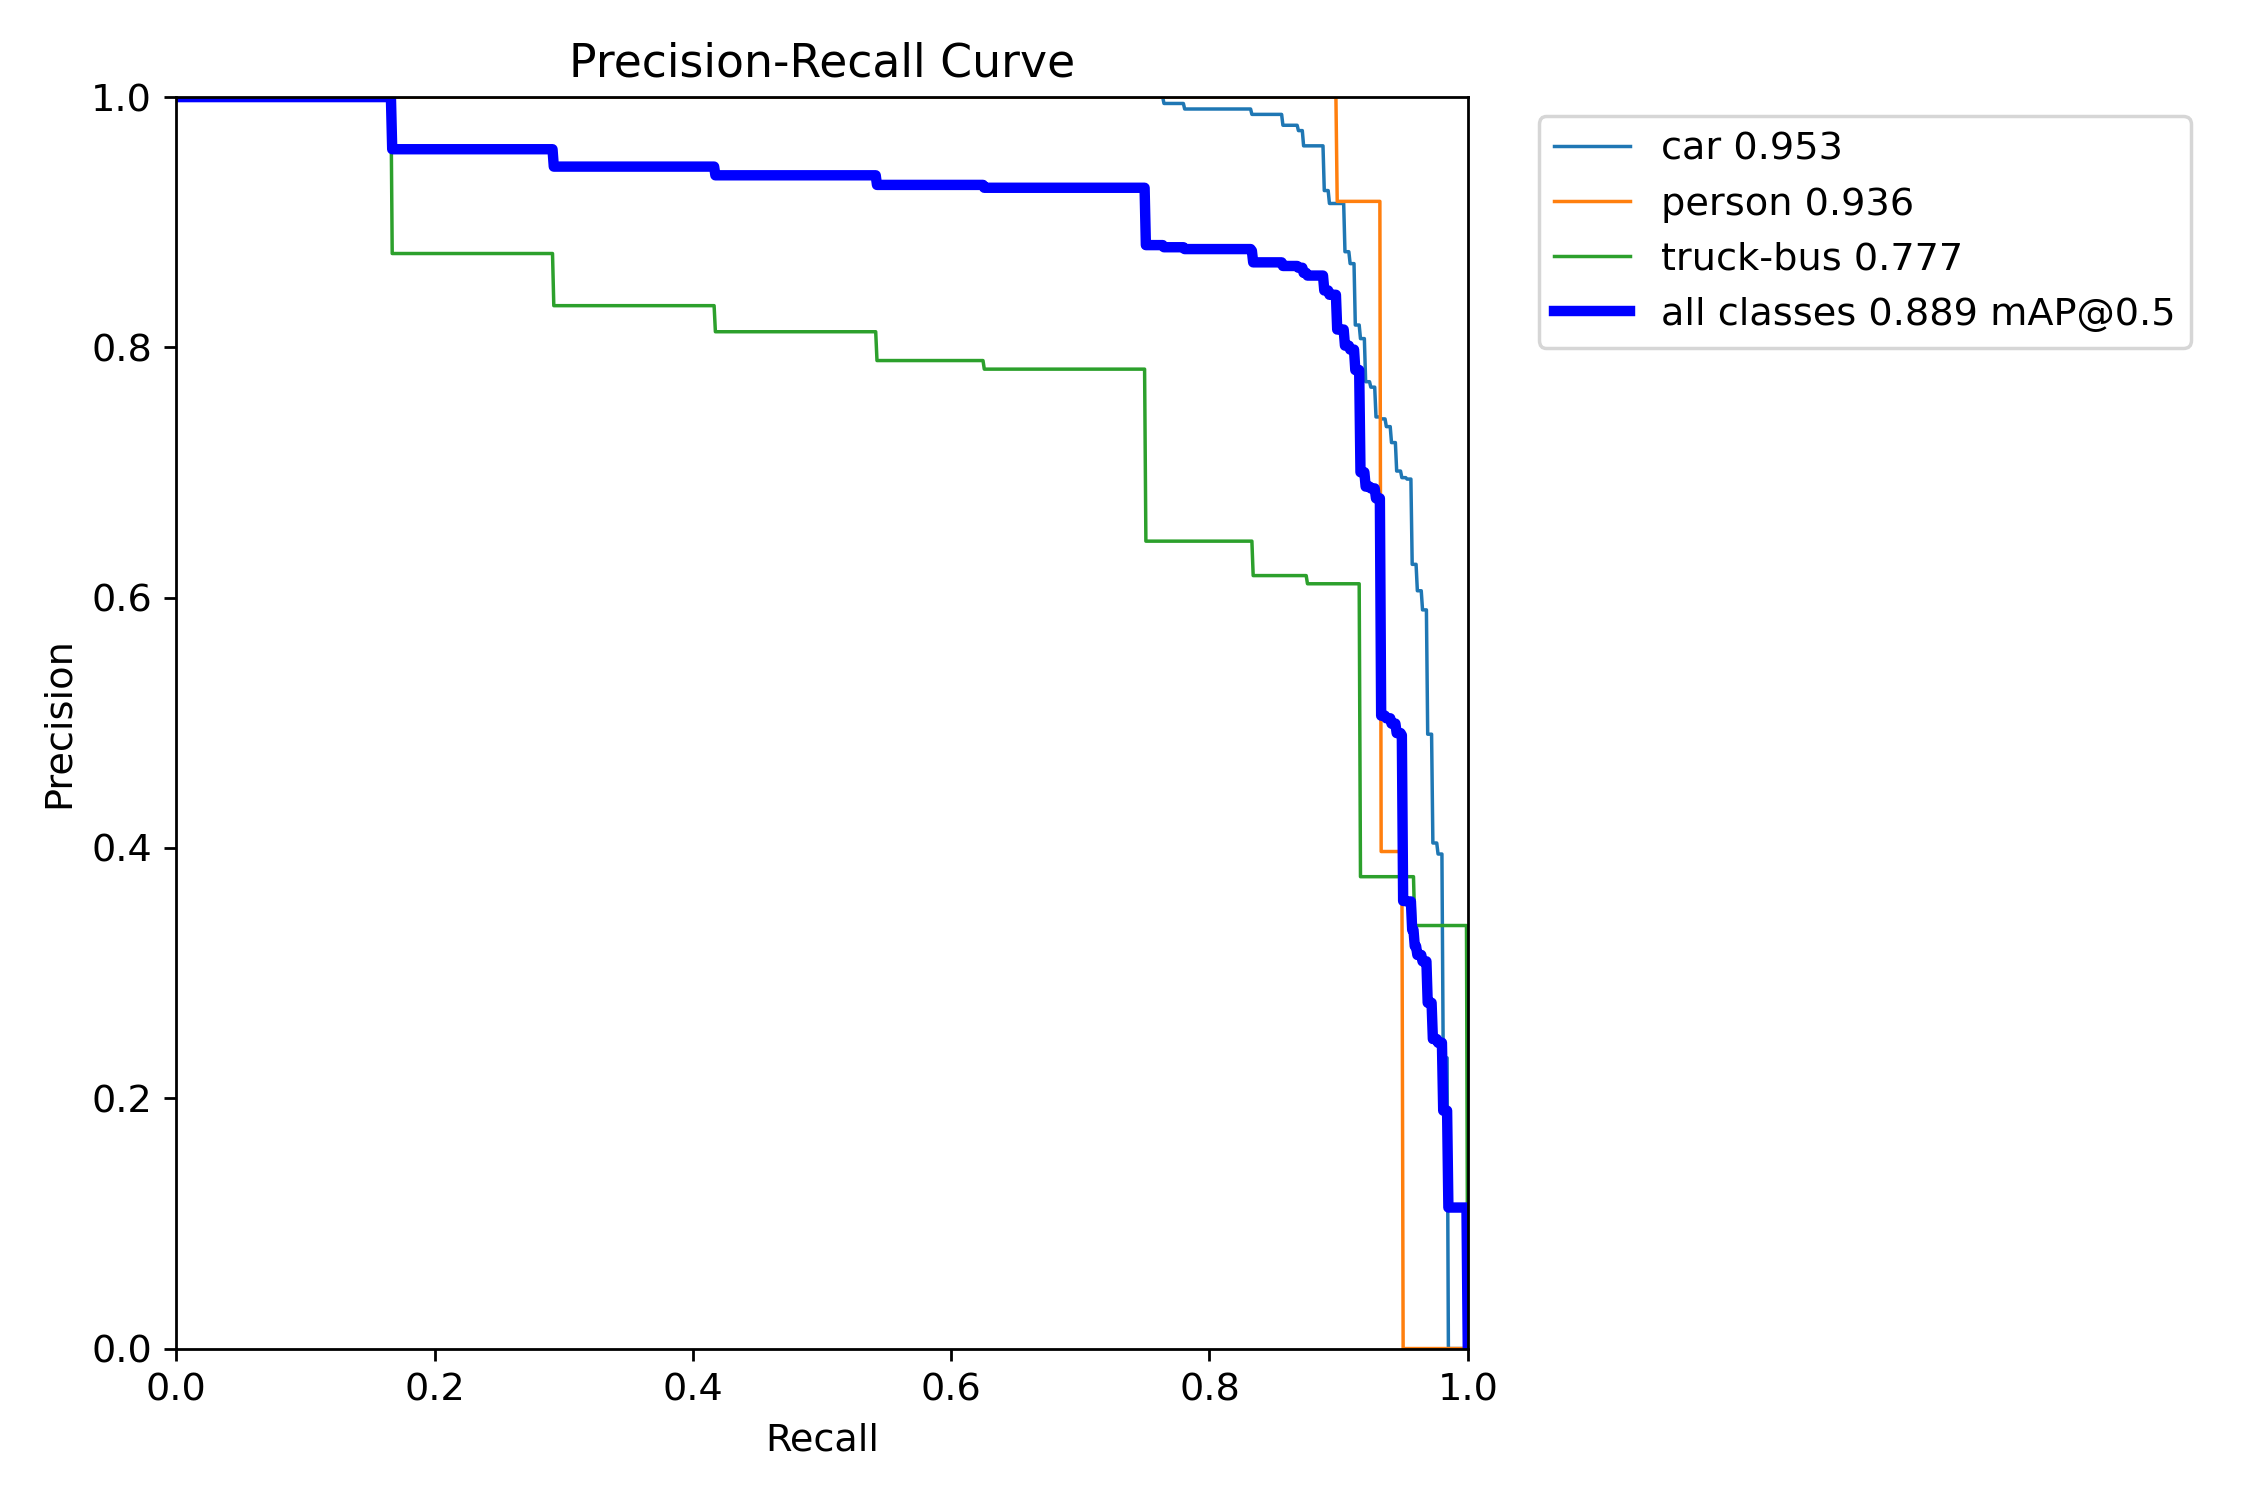 Precision-Recall Curve
1.0
0.8
0.6
0.4
0.2
0.0
Precision
0.0 0.2 0.4 0.6 0.8 1.0
Recall
car 0.953
person 0.936
truck-bus 0.777
all classes 0.889 mAP@0.5